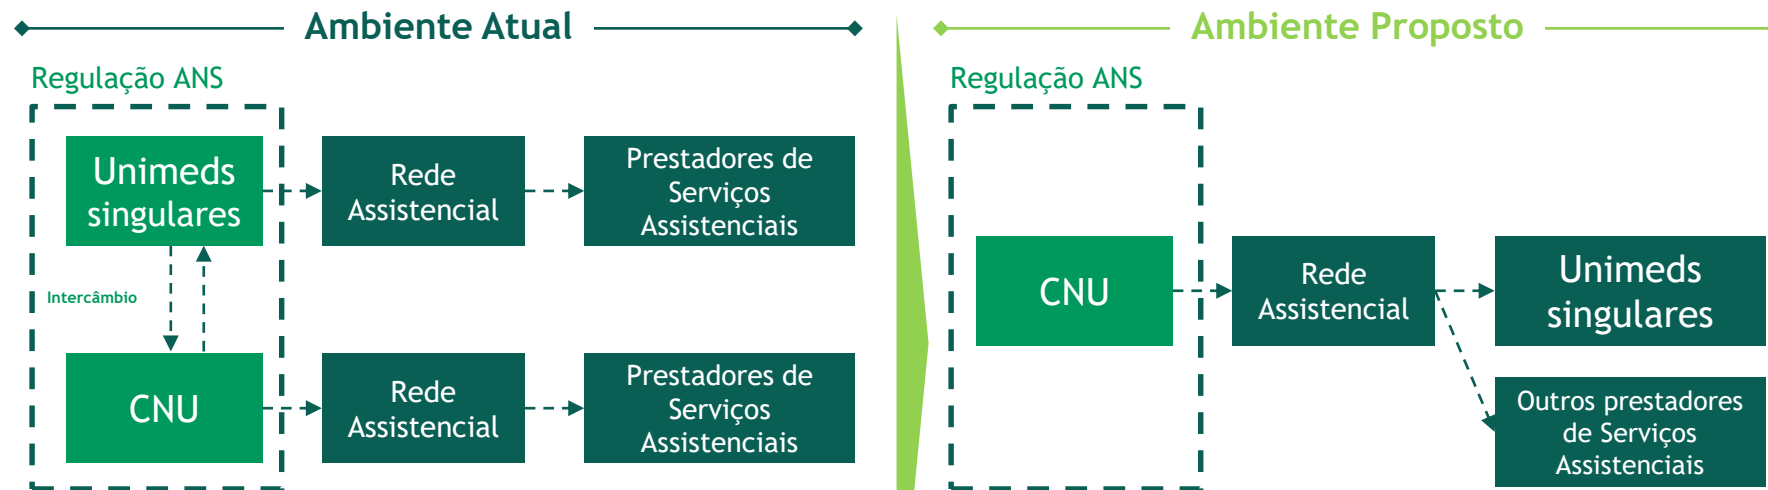 Ambiente Atual
Regulação ANS
Unimeds
singulares
Rede
Assistencial
Prestadores de
Serviços
Assistenciais
Intercâmbio
CNU
Rede
Assistencial
Prestadores de
Serviços
Assistenciais
Ambiente Proposto
Regulação ANS
CNU
Rede
Assistencial
Unimeds
singulares
Outros prestadores
de Serviços
Assistenciais